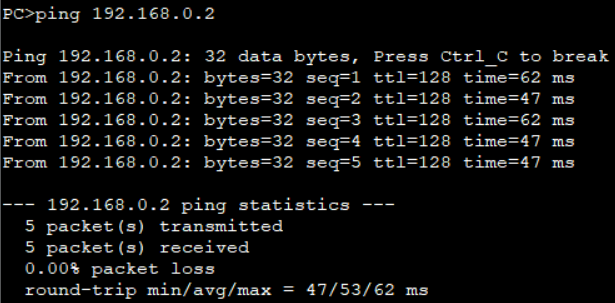 PC>ping 192.168.0.2

Ping 192.168.0.2: 32 data bytes, Press Ctrl_C to break
From 192.168.0.2: bytes=32 seq=1 ttl=128 time=62 ms
From 192.168.0.2: bytes=32 seq=2 ttl=128 time=47 ms
From 192.168.0.2: bytes=32 seq=3 ttl=128 time=62 ms
From 192.168.0.2: bytes=32 seq=4 ttl=128 time=47 ms
From 192.168.0.2: bytes=32 seq=5 ttl=128 time=47 ms

--- 192.168.0.2 ping statistics ---
  5 packet(s) transmitted
  5 packet(s) received
  0.00% packet loss
  round-trip min/avg/max = 47/53/62 ms